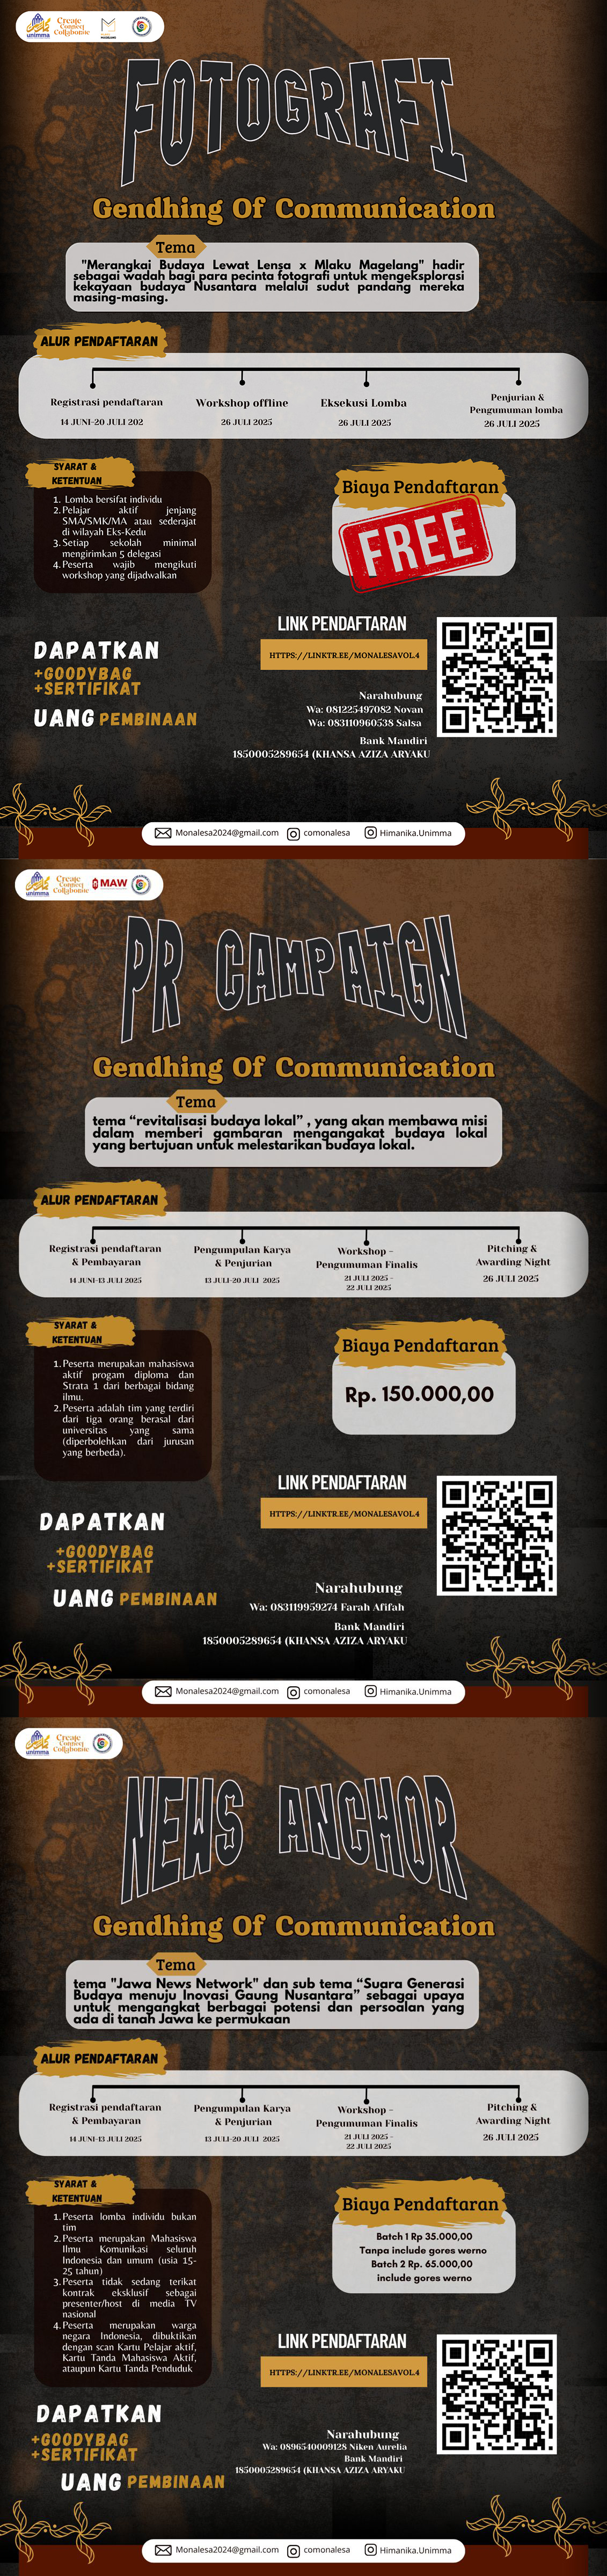 unimma
Create
Connect
Collaborate
FOTOGRAFI
Gendhing Of Communication
Tema
"Merangkai Budaya Lewat Lensa x Mlaku Magelang" hadir
sebagai wadah bagi para pecinta fotografi untuk mengeksplorasi
kekayaan budaya Nusantara melalui sudut pandang mereka
masing-masing.
ALUR PENDAFTARAN
Registrasi pendaftaran
14 JUNI-20 JULI 202
Workshop offline
26 JULI 2025
Eksekusi Lomba
26 JULI 2025
Penjurian &
Pengumuman lomba
26 JULI 2025
SYARAT &
KETENTUAN
1. Lomba bersifat individu
2. Pelajar aktif jenjang
SMA/SMK/MA atau sederajat
di wilayah Eks-Kedu
3. Setiap sekolah minimal
mengirimkan 5 delegasi
4. Peserta wajib mengikuti
workshop yang dijadwalkan
Biaya Pendaftaran
FREE
DAPATKAN
+GOODYBAG
+SERTIFIKAT
UANG PEMBINAAN
LINK PENDAFTARAN
HTTPS://LINKTR.EE/MONALESAVOL.4
Narahubung
Wa: 081225497082 Novan
Wa: 083110960538 Salsa
Bank Mandiri
1850005289654 (KHANSA AZIZA ARYAKU
Monalesa2024@gmail.com
comonalesa
Himanika.Unimma
unimma
Create
Connect
Collaborate
MAW
PR CAMPAIGN
Gendhing Of Communication
Tema
tema “revitalisasi budaya lokal” , yang akan membawa misi
dalam memberi gambaran mengangakat budaya lokal
yang bertujuan untuk melestarikan budaya lokal.
ALUR PENDAFTARAN
Registrasi pendaftaran
& Pembayaran
14 JUNI-13 JULI 2025
Pengumpulan Karya
& Penjurian
13 JULI-20 JULI 2025
Workshop –
Pengumuman Finalis
21 JULI 2025 -
22 JULI 2025
Pitching &
Awarding Night
26 JULI 2025
SYARAT &
KETENTUAN
1. Peserta merupakan mahasiswa
aktif progam diploma dan
Strata 1 dari berbagai bidang
ilmu.
2. Peserta adalah tim yang terdiri
dari tiga orang berasal dari
universitas yang sama
(diperbolehkan dari jurusan
yang berbeda).
Biaya Pendaftaran
Rp. 150.000,00
DAPATKAN
+GOODYBAG
+SERTIFIKAT
UANG PEMBINAAN
LINK PENDAFTARAN
HTTPS://LINKTR.EE/MONALESAVOL.4
Narahubung
Wa: 083119959274 Farah Afifah
Bank Mandiri
1850005289654 (KHANSA AZIZA ARYAKU
Monalesa2024@gmail.com
comonalesa
Himanika.Unimma
unimma
Create
Connect
Collaborate
NEWS ANCHOR
Gendhing Of Communication
Tema
tema "Jawa News Network" dan sub tema “Suara Generasi
Budaya menuju Inovasi Gaung Nusantara” sebagai upaya
untuk mengangkat berbagai potensi dan persoalan yang
ada di tanah Jawa ke permukaan
ALUR PENDAFTARAN
Registrasi pendaftaran
& Pembayaran
14 JUNI-13 JULI 2025
Pengumpulan Karya
& Penjurian
13 JULI-20 JULI 2025
Workshop –
Pengumuman Finalis
21 JULI 2025 -
22 JULI 2025
Pitching &
Awarding Night
26 JULI 2025
SYARAT &
KETENTUAN
1. Peserta lomba individu bukan
tim
2. Peserta merupakan Mahasiswa
Ilmu Komunikasi seluruh
Indonesia dan umum (usia 15-
25 tahun)
3. Peserta tidak sedang terikat
kontrak eksklusif sebagai
presenter/host di media TV
nasional
4. Peserta merupakan warga
negara Indonesia, dibuktikan
dengan scan Kartu Pelajar aktif,
Kartu Tanda Mahasiswa Aktif,
ataupun Kartu Tanda Penduduk
Biaya Pendaftaran
Batch 1 Rp 35.000,00
Tanpa include gores werno
Batch 2 Rp. 65.000,00
include gores werno
DAPATKAN
+GOODYBAG
+SERTIFIKAT
UANG PEMBINAAN
LINK PENDAFTARAN
HTTPS://LINKTR.EE/MONALESAVOL.4
Narahubung
Wa: 0896540009128 Niken Aurelia
Bank Mandiri
1850005289654 (KHANSA AZIZA ARYAKU
Monalesa2024@gmail.com
comonalesa
Himanika.Unimma